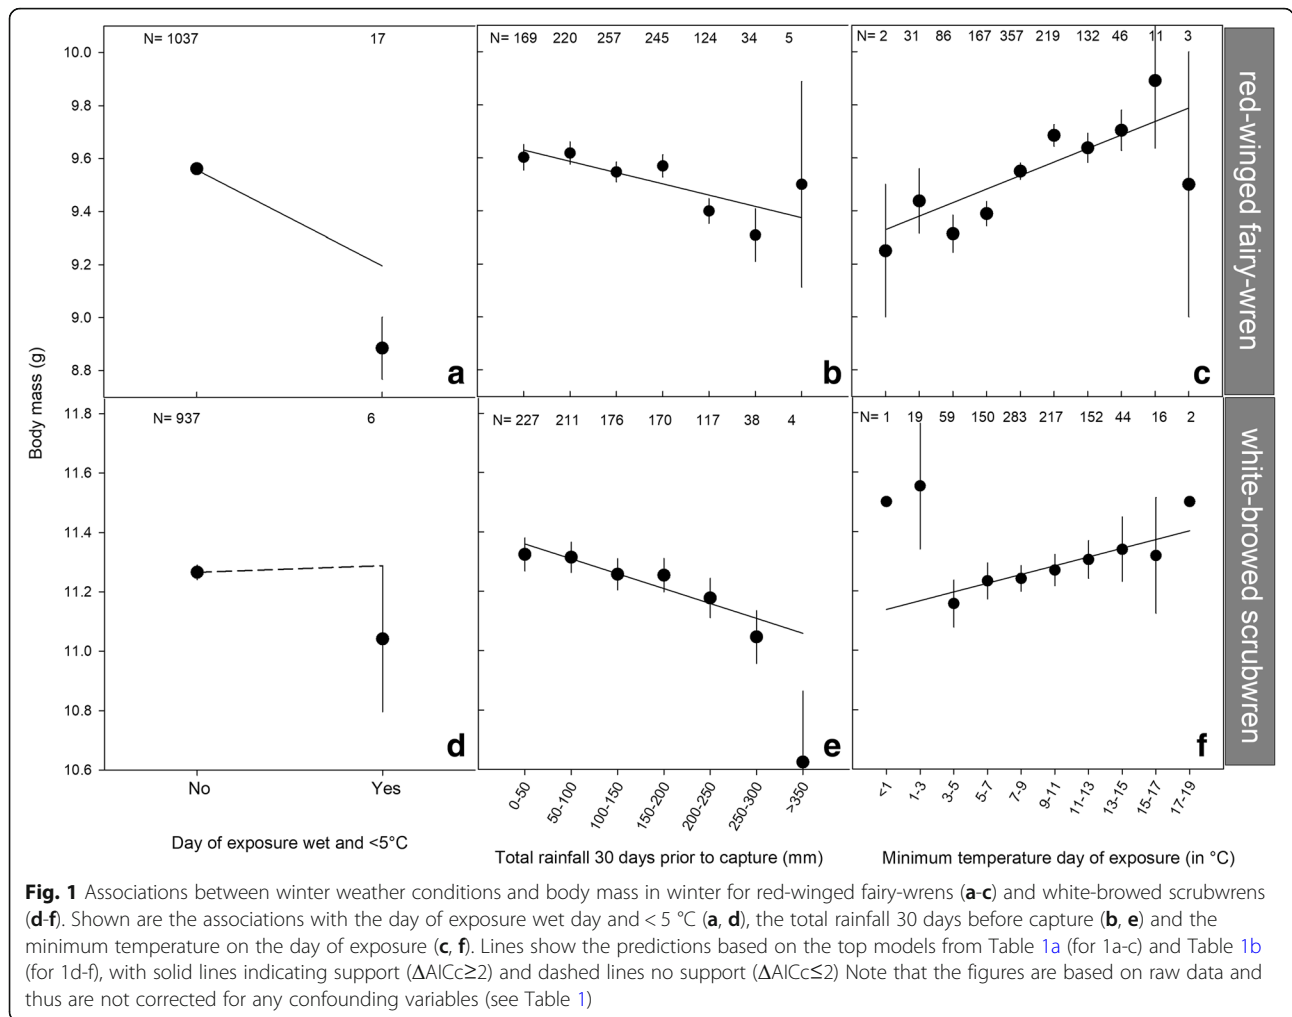 N= 1037 17
N= 169 220 257 245 124 34 5
N= 2 31 86 167 357 219 132 46 11 3
10.0
9.8
9.6
9.4
9.2
9.0
8.8
a
b
c
red-winged fairy-wren
Body mass (g)
N= 937 6
N= 227 211 176 170 117 38 4
N= 1 19 59 150 283 217 152 44 16 2
11.8
11.6
11.4
11.2
11.0
10.8
10.6
d
e
f
white-browed scrubwren
No Yes
0-50 50-100 100-150 150-200 200-250 250-300 >350
<1 1-3 3-5 5-7 7-9 9-11 11-13 13-15 15-17 17-19
Day of exposure wet and <5°C
Total rainfall 30 days prior to capture (mm)
Minimum temperature day of exposure (in °C)
Fig. 1 Associations between winter weather conditions and body mass in winter for red-winged fairy-wrens (a-c) and white-browed scrubwrens
(d-f). Shown are the associations with the day of exposure wet day and < 5 °C (a, d), the total rainfall 30 days before capture (b, e) and the
minimum temperature on the day of exposure (c, f). Lines show the predictions based on the top models from Table 1a (for 1a-c) and Table 1b
(for 1d-f), with solid lines indicating support (ΔAICc≥2) and dashed lines no support (ΔAICc≤2) Note that the figures are based on raw data and
thus are not corrected for any confounding variables (see Table 1)